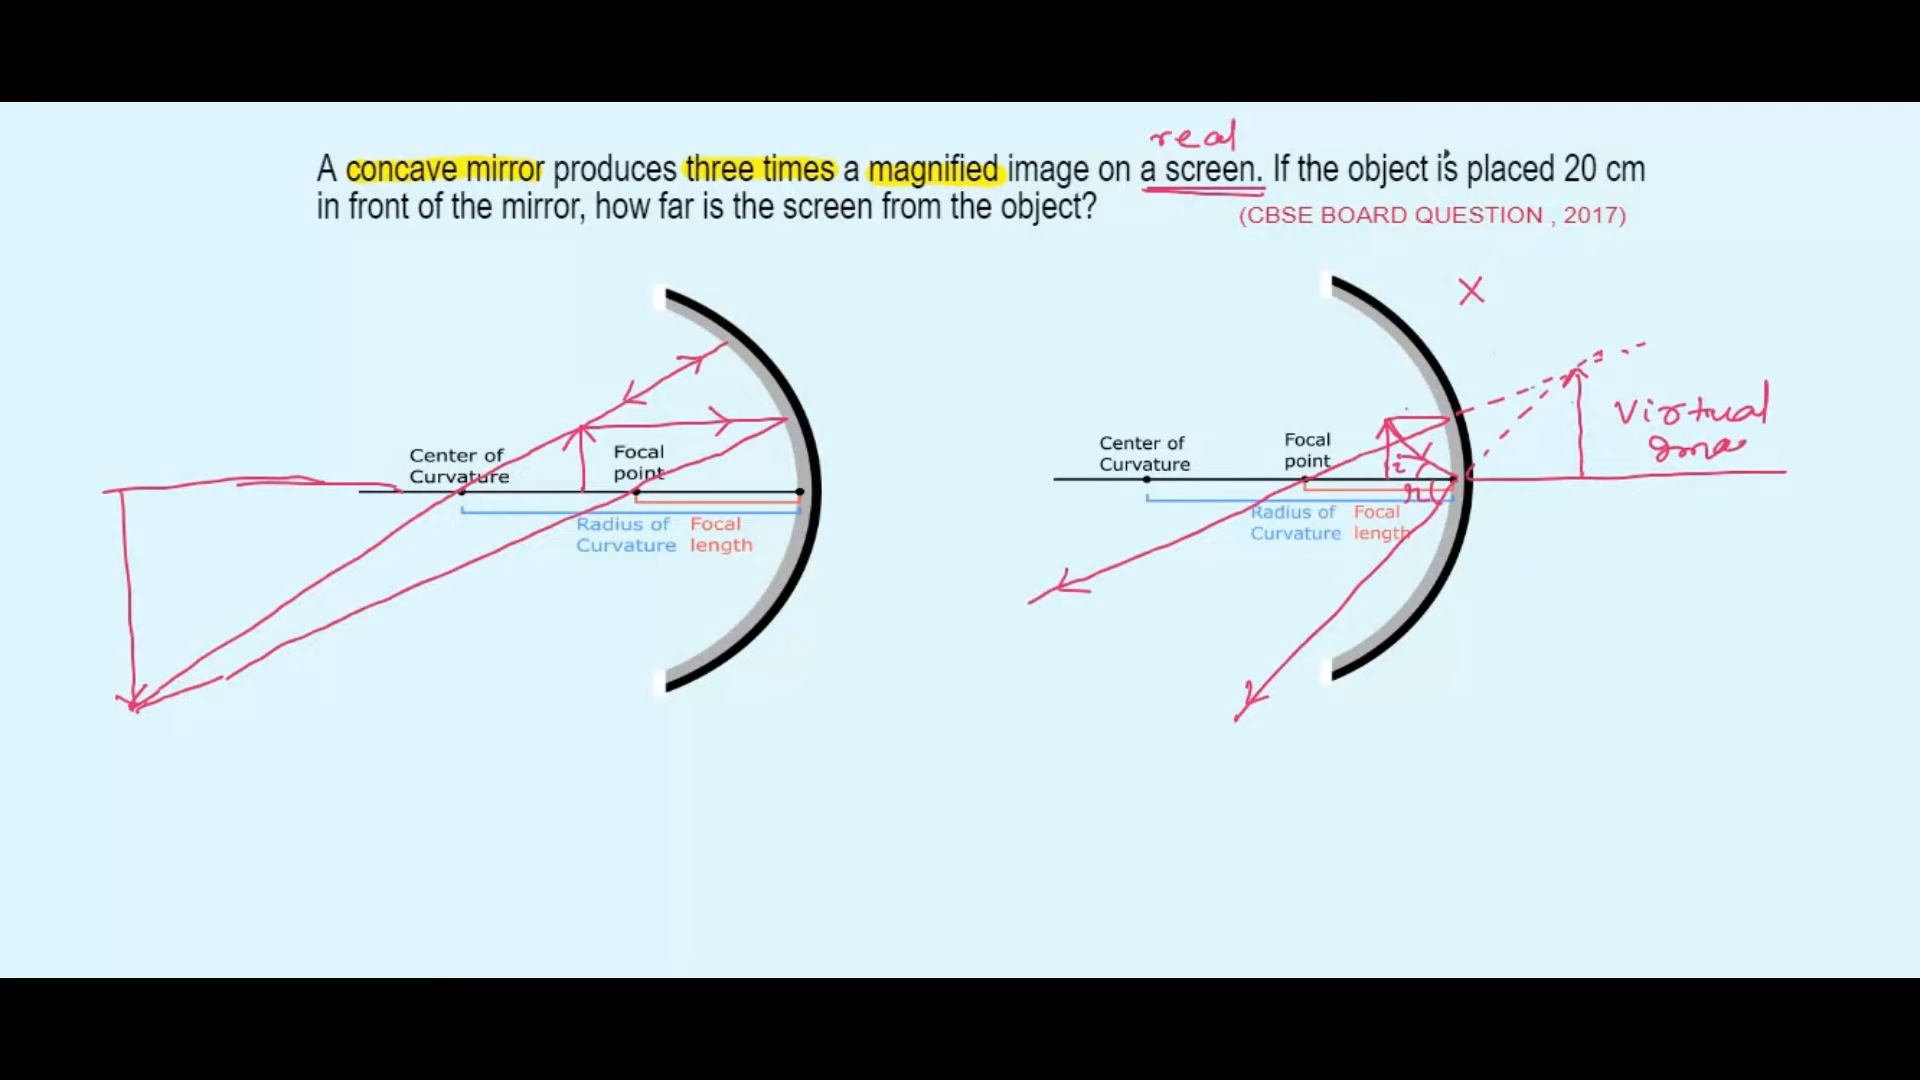 real
A concave mirror produces three times a magnified image on a screen. If the object is placed 20 cm
in front of the mirror, how far is the screen from the object?
(CBSE BOARD QUESTION , 2017)
X
Center of
Curvature
Focal
point
Radius of
Curvature
Focal
length
Center of
Curvature
Focal
point
i
r
Radius of
Curvature
Focal
length
Virtual